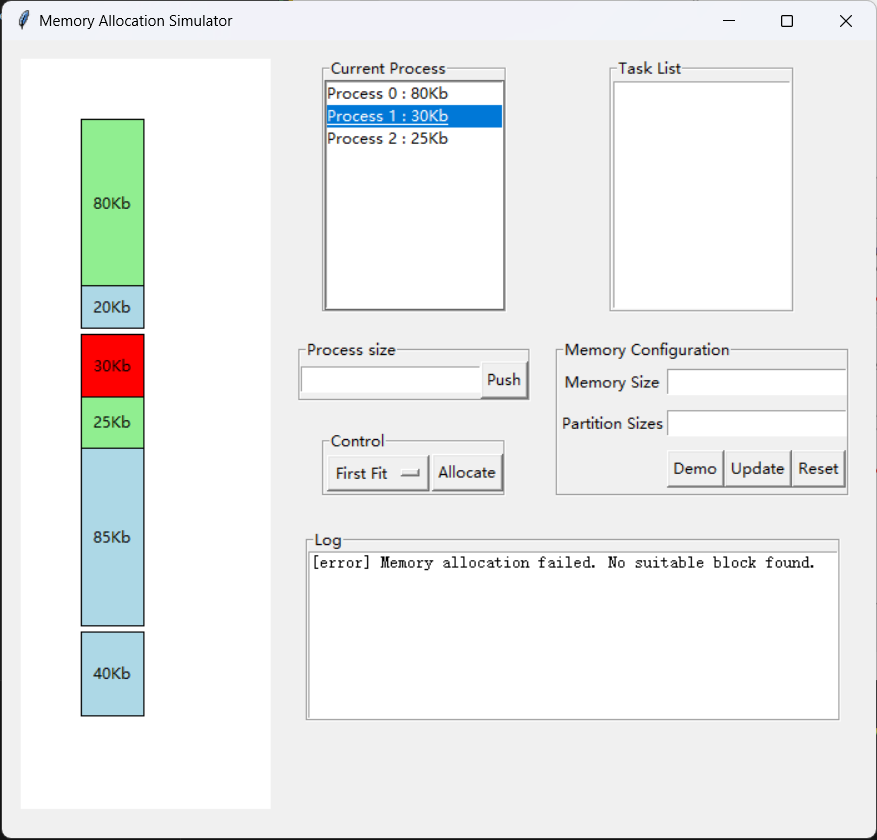 Memory Allocation Simulator
80Kb
20Kb
30Kb
25Kb
85Kb
40Kb
Current Process
Process 0 : 80Kb
Process 1 : 30Kb
Process 2 : 25Kb
Task List
Process size
Push
Control
First Fit
Allocate
Memory Configuration
Memory Size
Partition Sizes
Demo Update Reset
Log
[error] Memory allocation failed. No suitable block found.